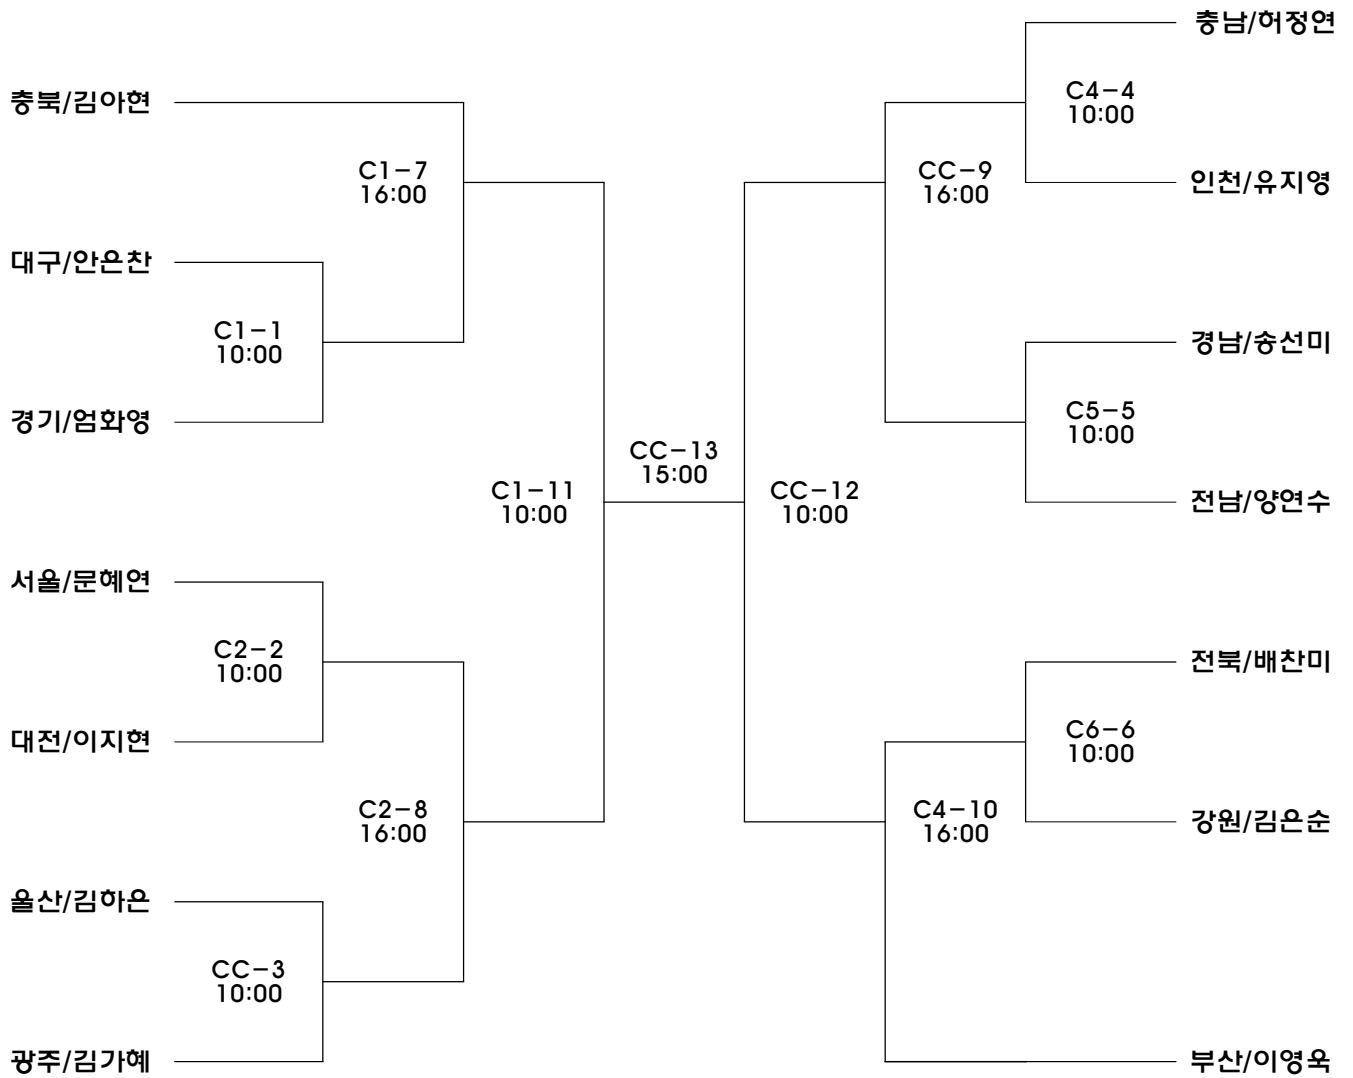 충남/허정연
충북/김아현
C4-4
10:00
C1-7
16:00
CC-9
16:00
인천/유지영
대구/안은찬
C1-1
10:00
경남/송선미
경기/엄화영
C5-5
10:00
CC-13
15:00
C1-11
10:00
CC-12
10:00
전남/양연수
서울/문혜연
C2-2
10:00
전북/배찬미
대전/이지현
C6-6
10:00
C2-8
16:00
C4-10
16:00
강원/김은순
울산/김하은
CC-3
10:00
광주/김가혜
부산/이영욱